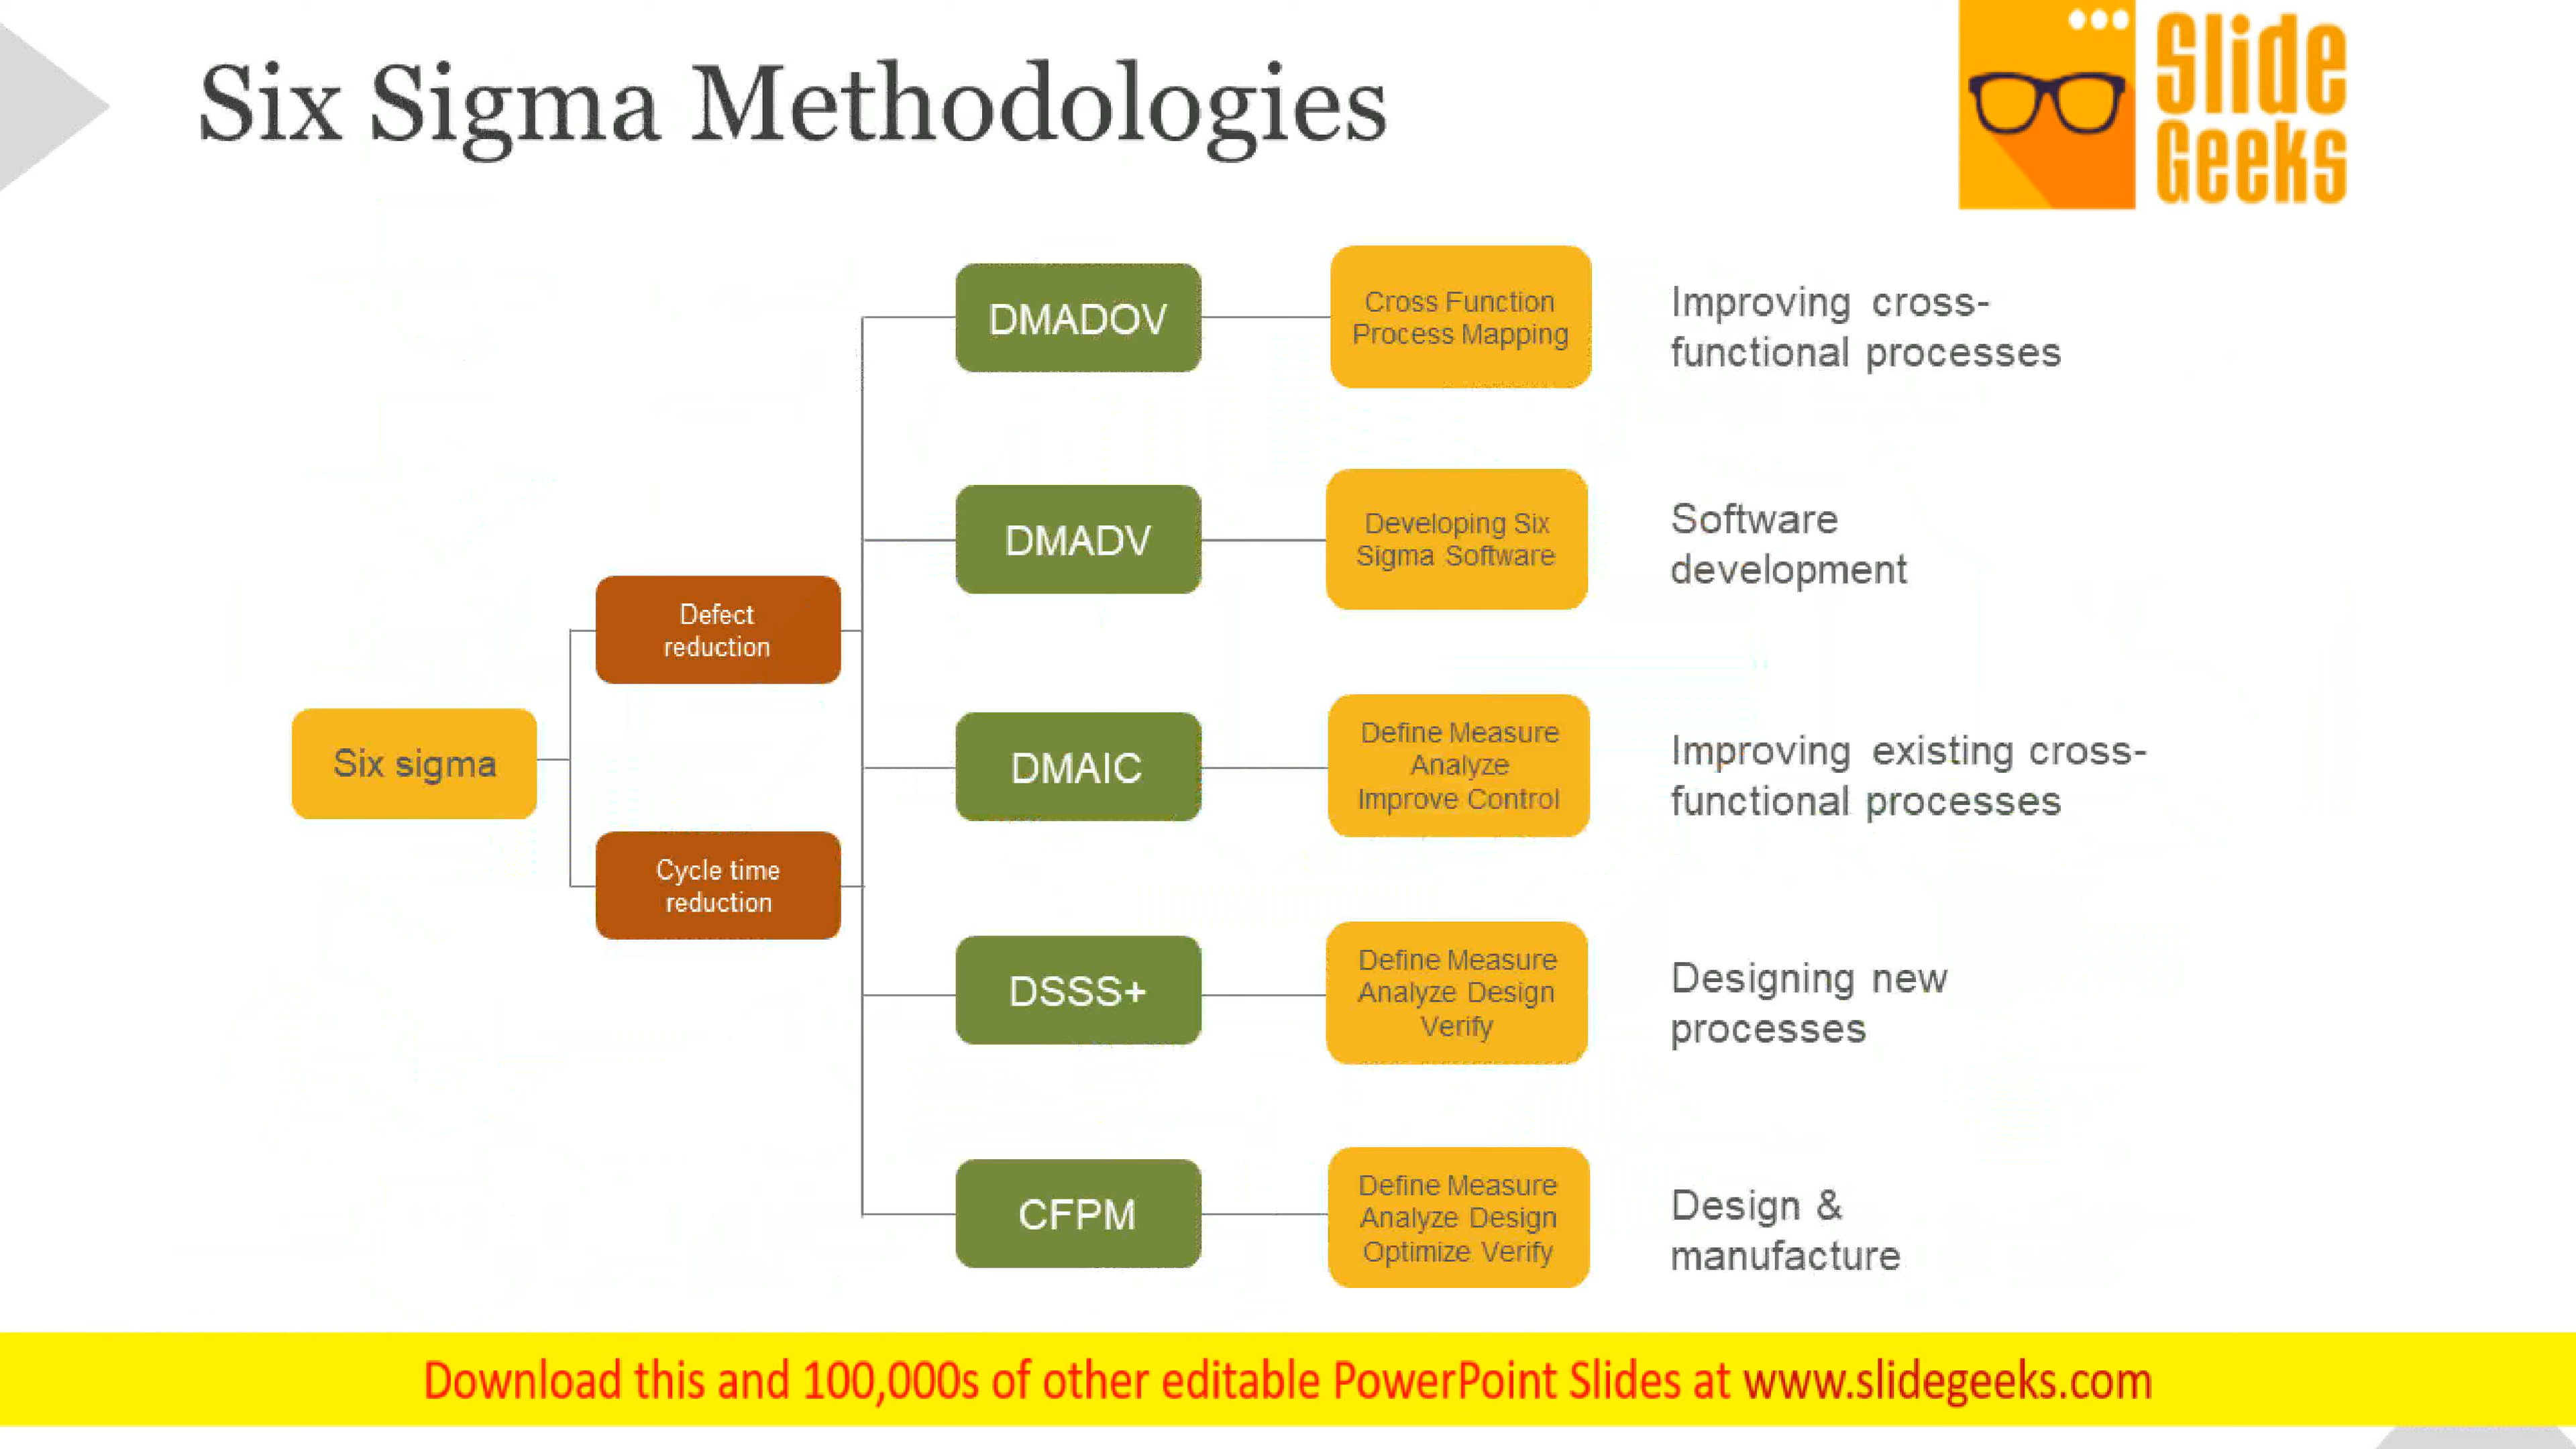 Six Sigma Methodologies
Slide
Geeks
DMADOV
Cross Function
Process Mapping
Improving cross-
functional processes
DMADV
Developing Six
Sigma Software
Software
development
Defect
reduction
Six sigma
DMAIC
Define Measure
Analyze
Improve Control
Improving existing cross-
functional processes
Cycle time
reduction
DSSS+
Define Measure
Analyze Design
Verify
Designing new
processes
CFPM
Define Measure
Analyze Design
Optimize Verify
Design &
manufacture
Download this and 100,000s of other editable PowerPoint Slides at www.slidegeeks.com